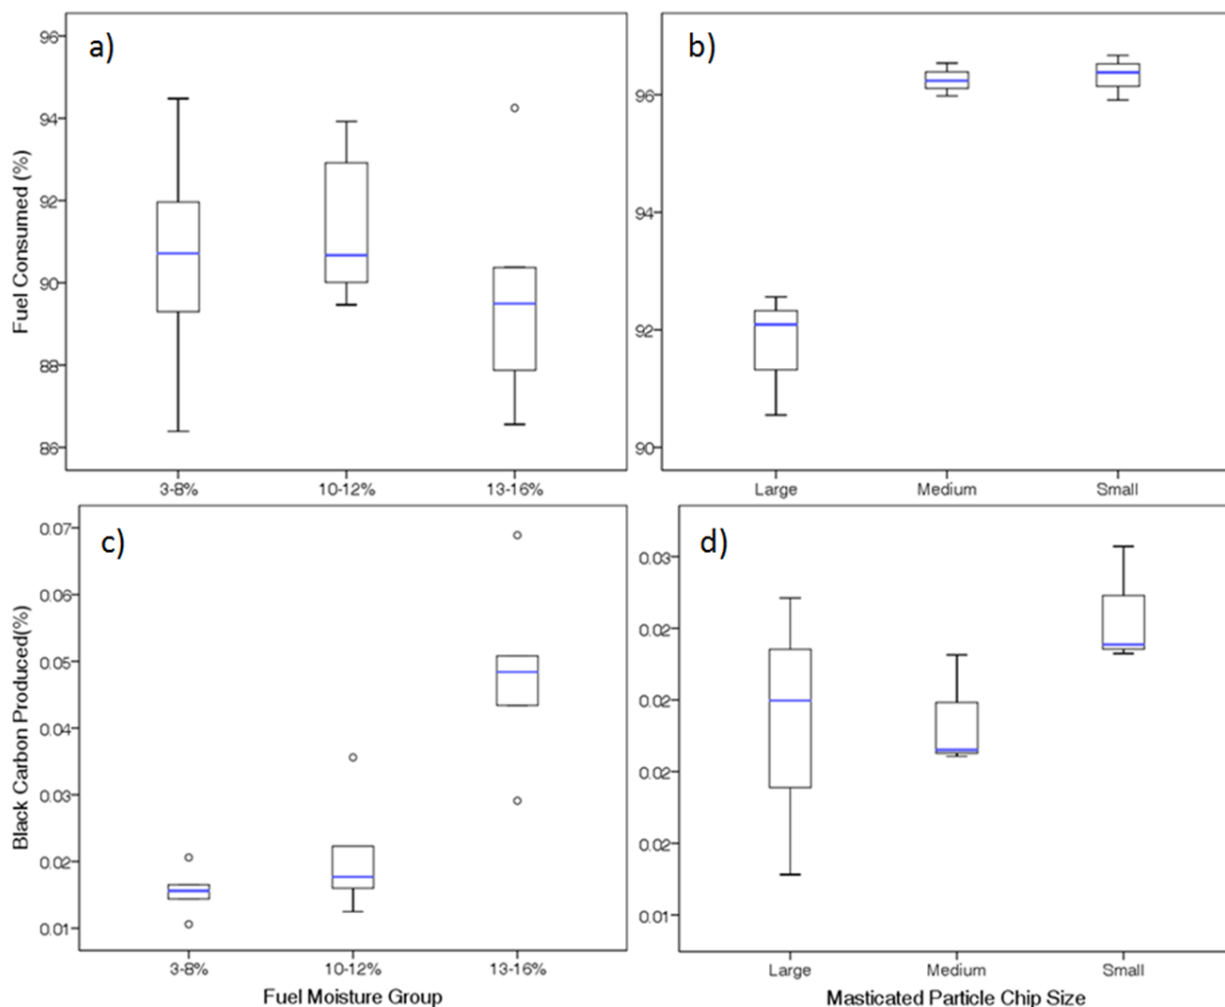 a)
96
94
92
90
88
86
Fuel Consumed (%)
3-8%
10-12%
13-16%
b)
96
94
92
90
Large
Medium
Small
c)
0.07
0.06
0.05
0.04
0.03
0.02
0.01
Black Carbon Produced(%)
3-8%
10-12%
13-16%
Fuel Moisture Group
d)
0.03
0.02
0.02
0.02
0.02
0.01
Large
Medium
Small
Masticated Particle Chip Size